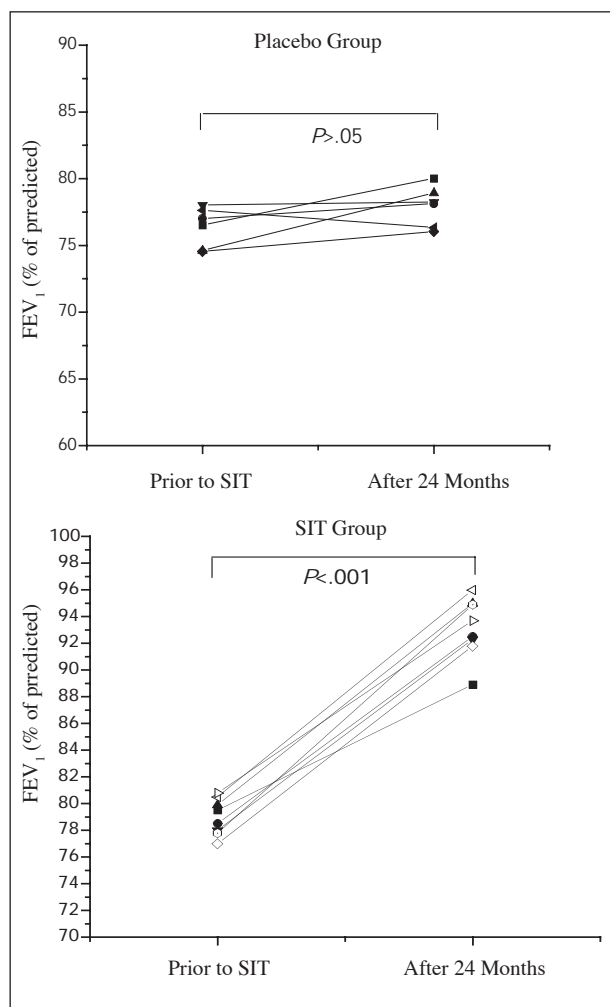 Placebo Group
90
85
80
75
70
65
60
P>.05
FEV1 (% of prredicted)
Prior to SIT After 24 Months
SIT Group
100
98
96
94
92
90
88
86
84
82
80
78
76
74
72
70
P<.001
FEV1 (% of prredicted)
Prior to SIT After 24 Months